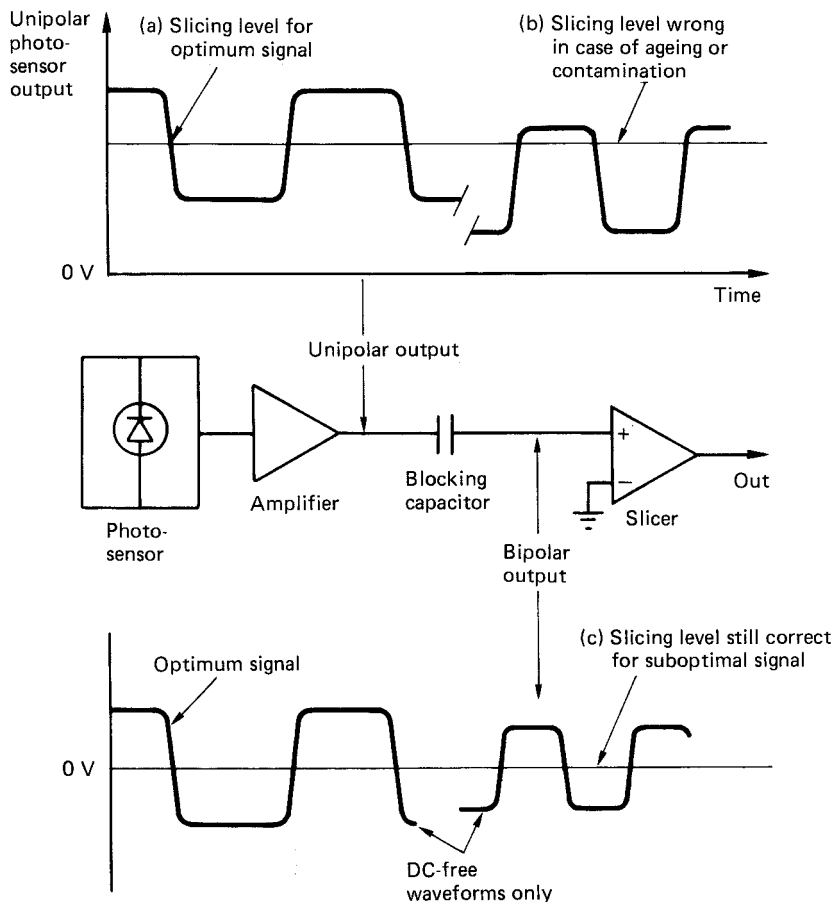 Unipolar
photo-
sensor
output
(a) Slicing level for
optimum signal
(b) Slicing level wrong
in case of ageing or
contamination
0 V
Time
Unipolar output
+
−
Out
Amplifier
Blocking
capacitor
Slicer
Photo-
sensor
Bipolar
output
(c) Slicing level still correct
for suboptimal signal
Optimum signal
0 V
DC-free
waveforms only